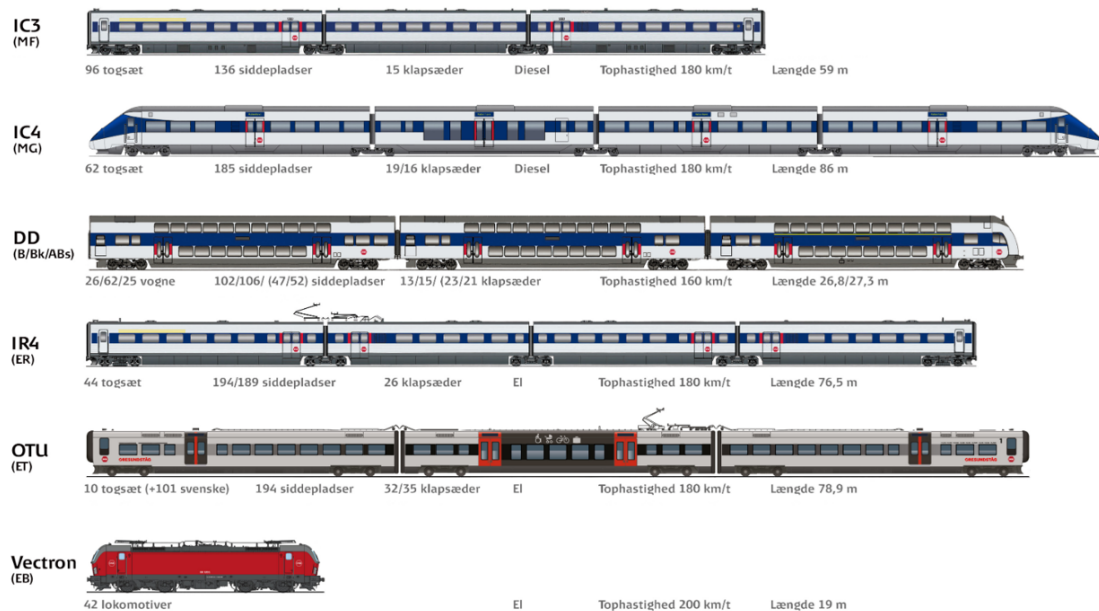 IC3
(MF)
96 togsæt 136 siddepladser 15 klapsæder Diesel Tophastighed 180 km/t Længde 59 m
IC4
(MG)
62 togsæt 185 siddepladser 19/16 klapsæder Diesel Tophastighed 180 km/t Længde 86 m
DD
(B/Bk/ABs)
26/62/25 vogne 102/106/ (47/52) siddepladser 13/15/ (23/21 klapsæder Tophastighed 160 km/t Længde 26,8/27,3 m
IR4
(ER)
44 togsæt 194/189 siddepladser 26 klapsæder El Tophastighed 180 km/t Længde 76,5 m
OTU
(ET)
ØRESUNDSTÅG 1 ØRESUNDSTÅG
10 togsæt (+101 svenske) 194 siddepladser 32/35 klapsæder El Tophastighed 180 km/t Længde 78,9 m
Vectron
(EB)
42 lokomotiver El Tophastighed 200 km/t Længde 19 m